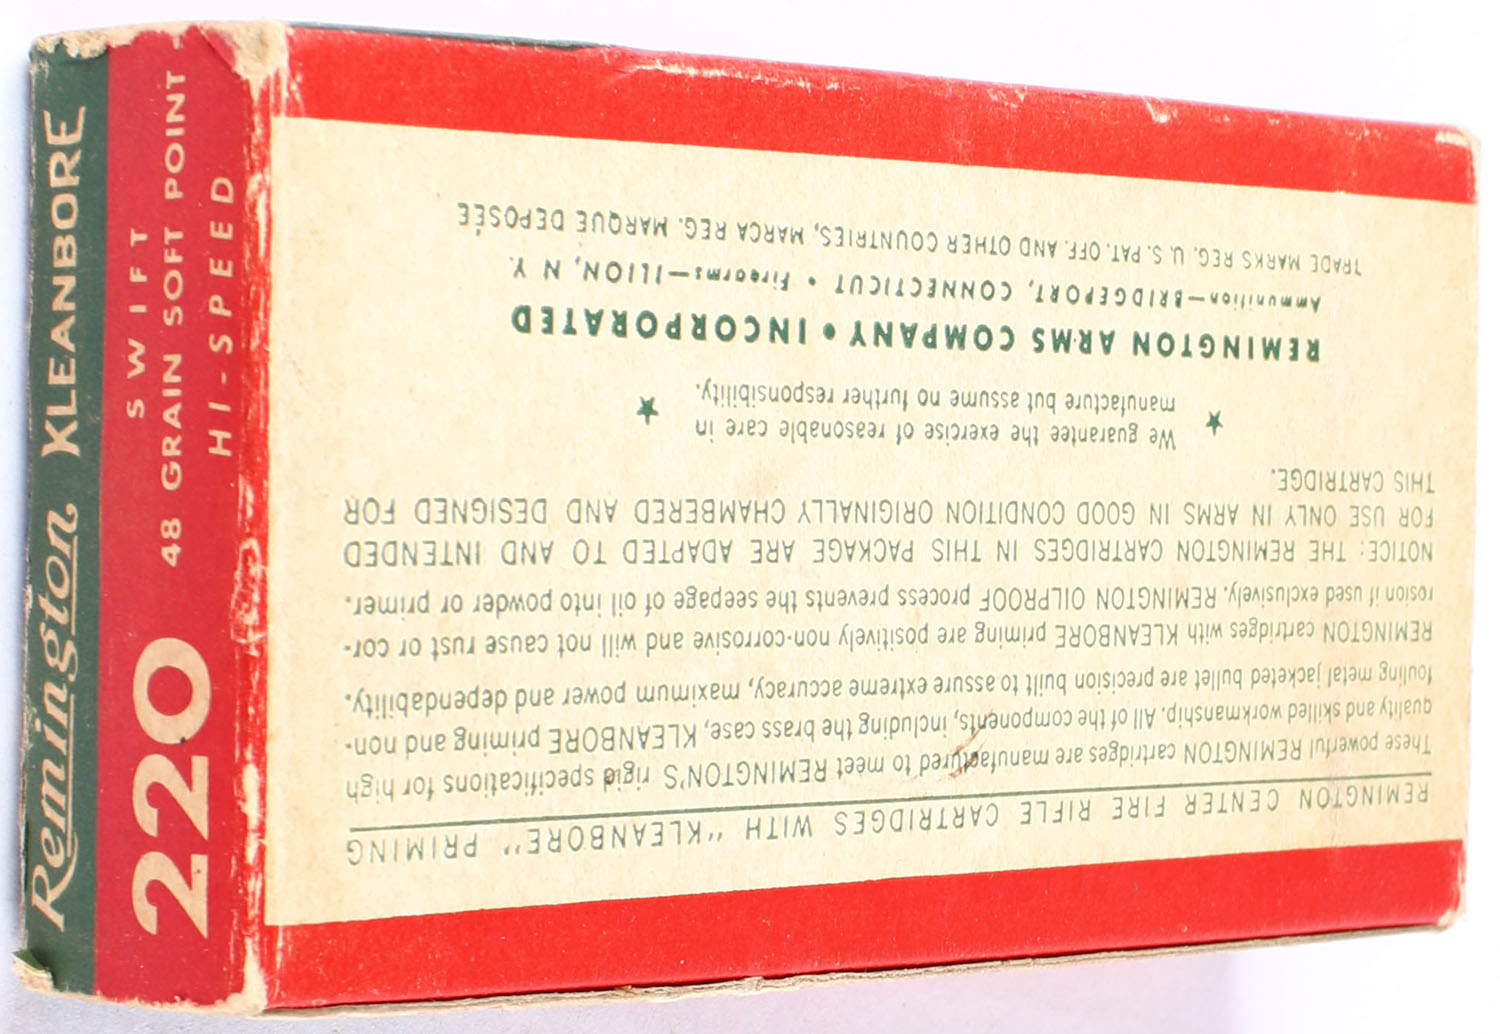 Remington KLEANBORE
220
SWIFT
48 GRAIN SOFT POINT
HI-SPEED
REMINGTON CENTER FIRE RIFLE CARTRIDGES WITH "KLEANBORE" PRIMING
These powerful REMINGTON cartridges are manufactured to meet REMINGTON'S rigid specifications for high
quality and skilled workmanship. All of the components, including the brass case, KLEANBORE priming and non-
fouling metal jacketed bullet are precision built to assure extreme accuracy, maximum power and dependability.
REMINGTON cartridges with KLEANBORE priming are positively non-corrosive and will not cause rust or cor-
rosion if used exclusively. REMINGTON OILPROOF process prevents the seepage of oil into powder or primer.
NOTICE: THE REMINGTON CARTRIDGES IN THIS PACKAGE ARE ADAPTED TO AND INTENDED
FOR USE ONLY IN ARMS IN GOOD CONDITION ORIGINALLY CHAMBERED AND DESIGNED FOR
THIS CARTRIDGE.
We guarantee the exercise of reasonable care in
manufacture but assume no further responsibility.
REMINGTON ARMS COMPANY • INCORPORATED
Ammunition—BRIDGEPORT, CONNECTICUT • Firearms—ILION, N. Y.
TRADE MARKS REG. U. S. PAT. OFF. AND OTHER COUNTRIES, MARCA REG. MARQUE DEPOSÉE